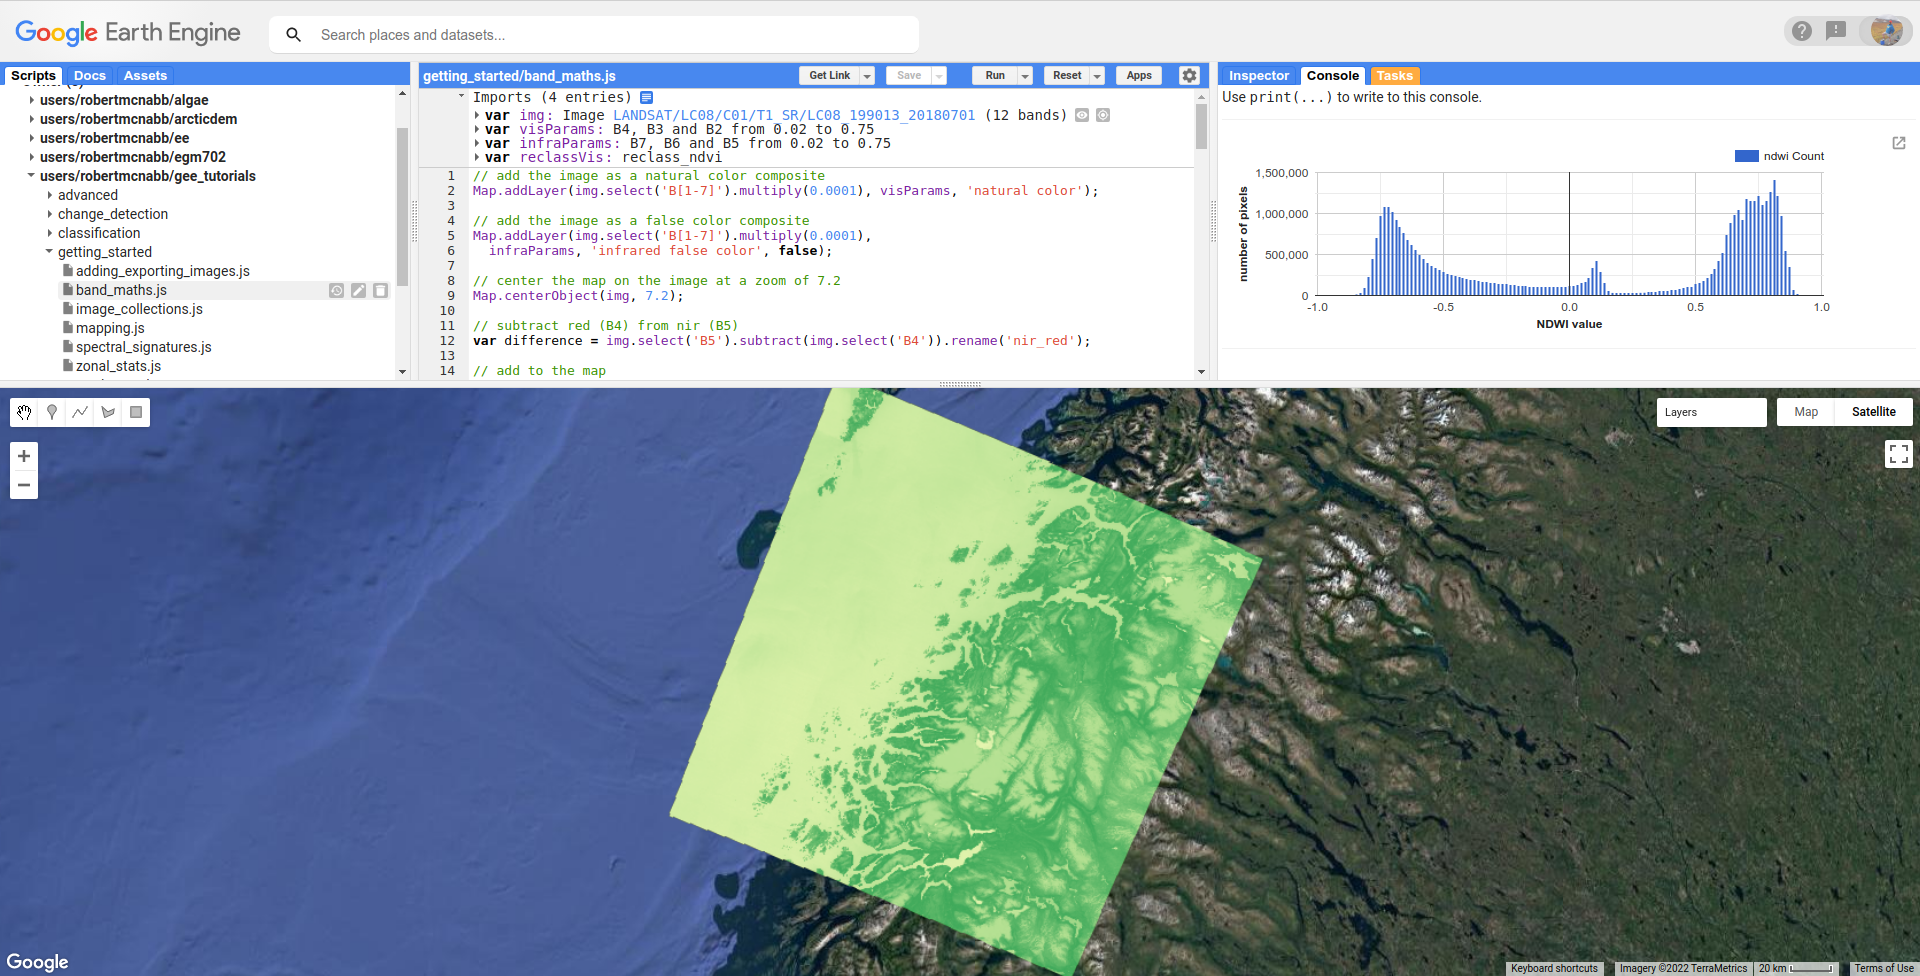 Google Earth Engine
Search places and datasets...
Scripts
Docs
Assets
users/robertmcnabb/algae
users/robertmcnabb/arcticdem
users/robertmcnabb/ee
users/robertmcnabb/egm702
users/robertmcnabb/gee_tutorials
advanced
change_detection
classification
getting_started
adding_exporting_images.js
band_maths.js
image_collections.js
mapping.js
spectral_signatures.js
zonal_stats.js
getting_started/band_maths.js
Get Link
Save
Run
Reset
Apps
Imports (4 entries)
var img: Image LANDSAT/LC08/C01/T1_SR/LC08_199013_20180701 (12 bands)
var visParams: B4, B3 and B2 from 0.02 to 0.75
var infraParams: B7, B6 and B5 from 0.02 to 0.75
var reclassVis: reclass_ndvi
1 // add the image as a natural color composite
2 Map.addLayer(img.select('B[1-7]').multiply(0.0001), visParams, 'natural color');
3
4 // add the image as a false color composite
5 Map.addLayer(img.select('B[1-7]').multiply(0.0001),
6 infraParams, 'infrared false color', false);
7
8 // center the map on the image at a zoom of 7.2
9 Map.centerObject(img, 7.2);
10
11 // subtract red (B4) from nir (B5)
12 var difference = img.select('B5').subtract(img.select('B4')).rename('nir_red');
13
14 // add to the map
Inspector
Console
Tasks
Use print(...) to write to this console.
ndwi Count
number of pixels
1,500,000
1,000,000
500,000
0
-1.0
-0.5
0.0
0.5
1.0
NDWI value
Layers
Map
Satellite
Google
Keyboard shortcuts
Imagery ©2022 TerraMetrics
20 km
Terms of Use